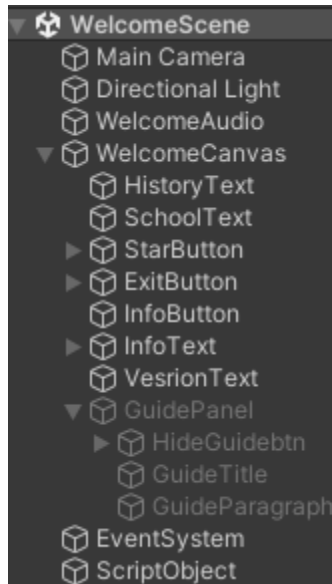 WelcomeScene
Main Camera
Directional Light
WelcomeAudio
WelcomeCanvas
HistoryText
SchoolText
StarButton
ExitButton
InfoButton
InfoText
VesrionText
GuidePanel
HideGuidebtn
GuideTitle
GuideParagraph
EventSystem
ScriptObject